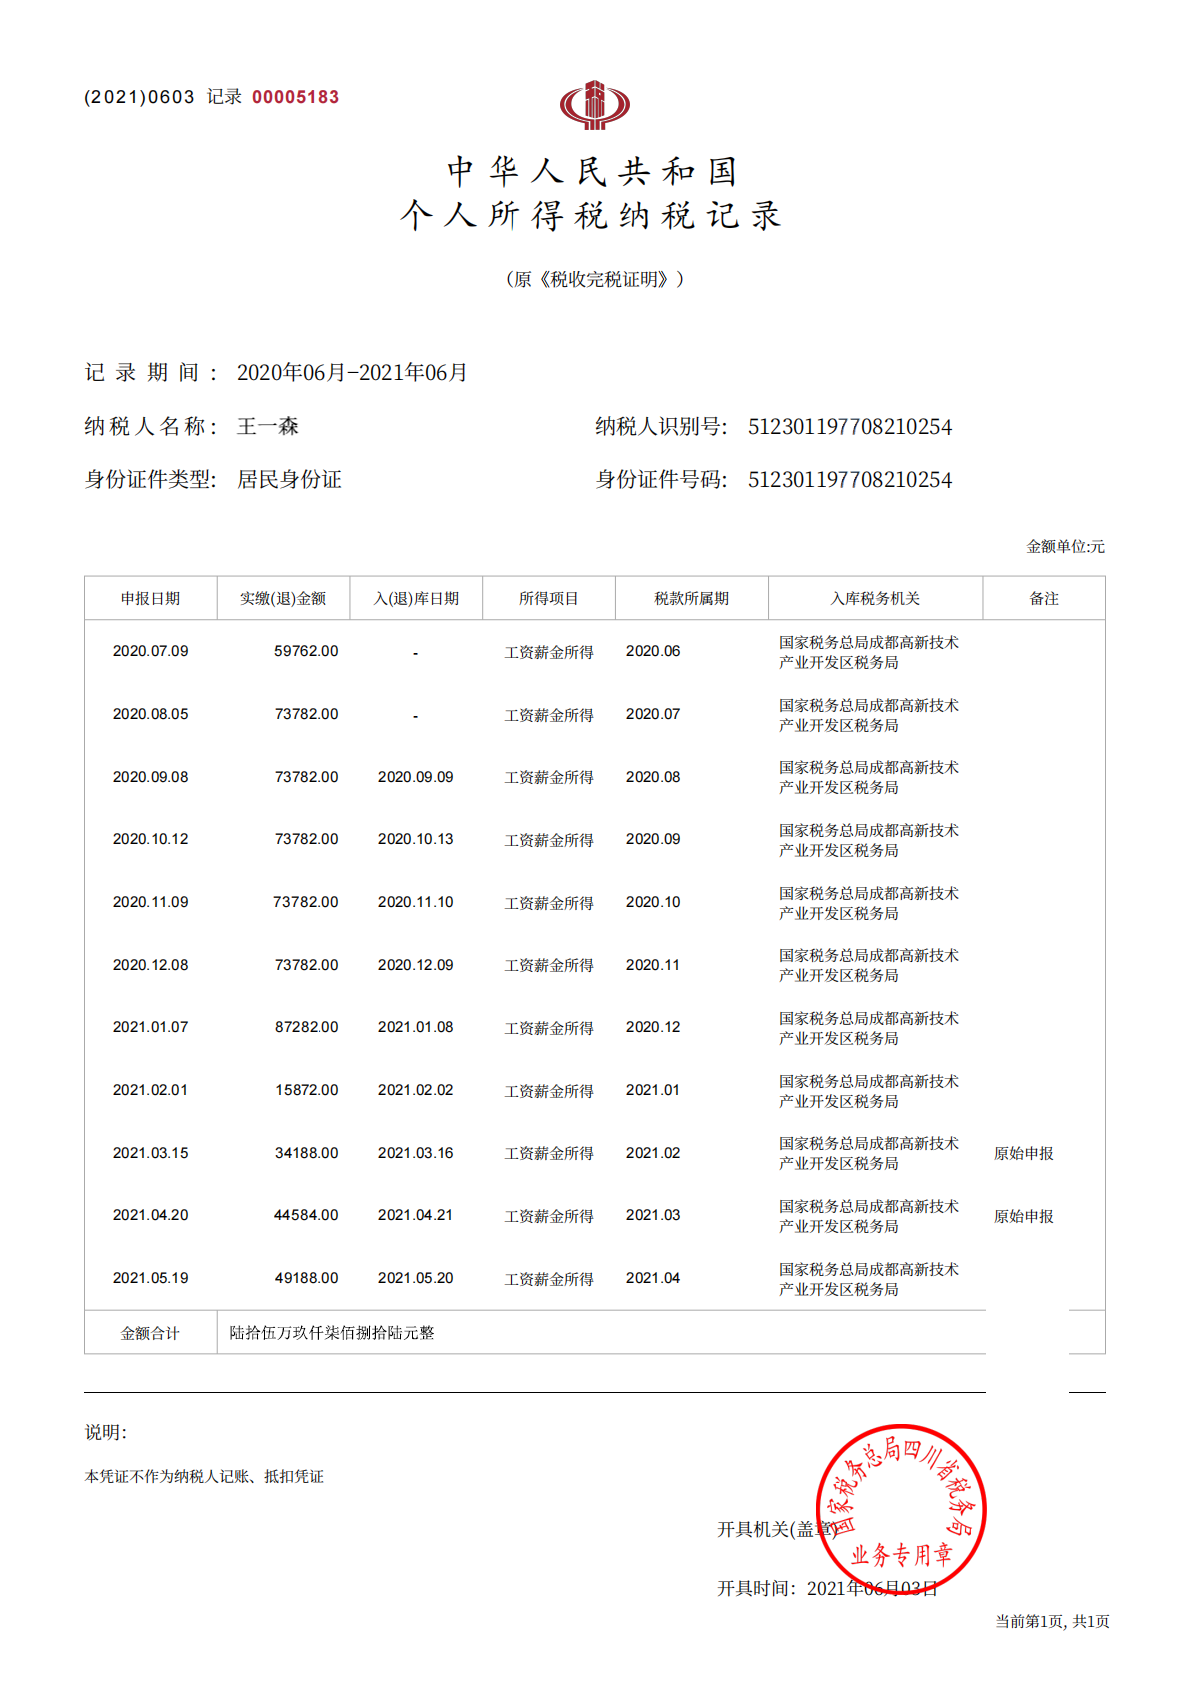 (2021)0603 记录 00005183
中华人民共和国
个人所得税纳税记录
（原《税收完税证明》）
记录期间： 2020年06月-2021年06月
纳税人名称： 王一森 纳税人识别号： 512301197708210254
身份证件类型： 居民身份证 身份证件号码： 512301197708210254
金额单位:元
申报日期 实缴(退)金额 入(退)库日期 所得项目 税款所属期 入库税务机关 备注
2020.07.09 59762.00 - 工资薪金所得 2020.06 国家税务总局成都高新技术
产业开发区税务局
2020.08.05 73782.00 - 工资薪金所得 2020.07 国家税务总局成都高新技术
产业开发区税务局
2020.09.08 73782.00 2020.09.09 工资薪金所得 2020.08 国家税务总局成都高新技术
产业开发区税务局
2020.10.12 73782.00 2020.10.13 工资薪金所得 2020.09 国家税务总局成都高新技术
产业开发区税务局
2020.11.09 73782.00 2020.11.10 工资薪金所得 2020.10 国家税务总局成都高新技术
产业开发区税务局
2020.12.08 73782.00 2020.12.09 工资薪金所得 2020.11 国家税务总局成都高新技术
产业开发区税务局
2021.01.07 87282.00 2021.01.08 工资薪金所得 2020.12 国家税务总局成都高新技术
产业开发区税务局
2021.02.01 15872.00 2021.02.02 工资薪金所得 2021.01 国家税务总局成都高新技术
产业开发区税务局
2021.03.15 34188.00 2021.03.16 工资薪金所得 2021.02 国家税务总局成都高新技术 原始申报
产业开发区税务局
2021.04.20 44584.00 2021.04.21 工资薪金所得 2021.03 国家税务总局成都高新技术 原始申报
产业开发区税务局
2021.05.19 49188.00 2021.05.20 工资薪金所得 2021.04 国家税务总局成都高新技术
产业开发区税务局
金额合计 陆拾伍万玖仟柒佰捌拾陆元整
说明：
本凭证不作为纳税人记账、抵扣凭证
国家税务总局四川省税务局
业务专用章
开具机关(盖章)
开具时间：2021年06月03日
当前第1页, 共1页